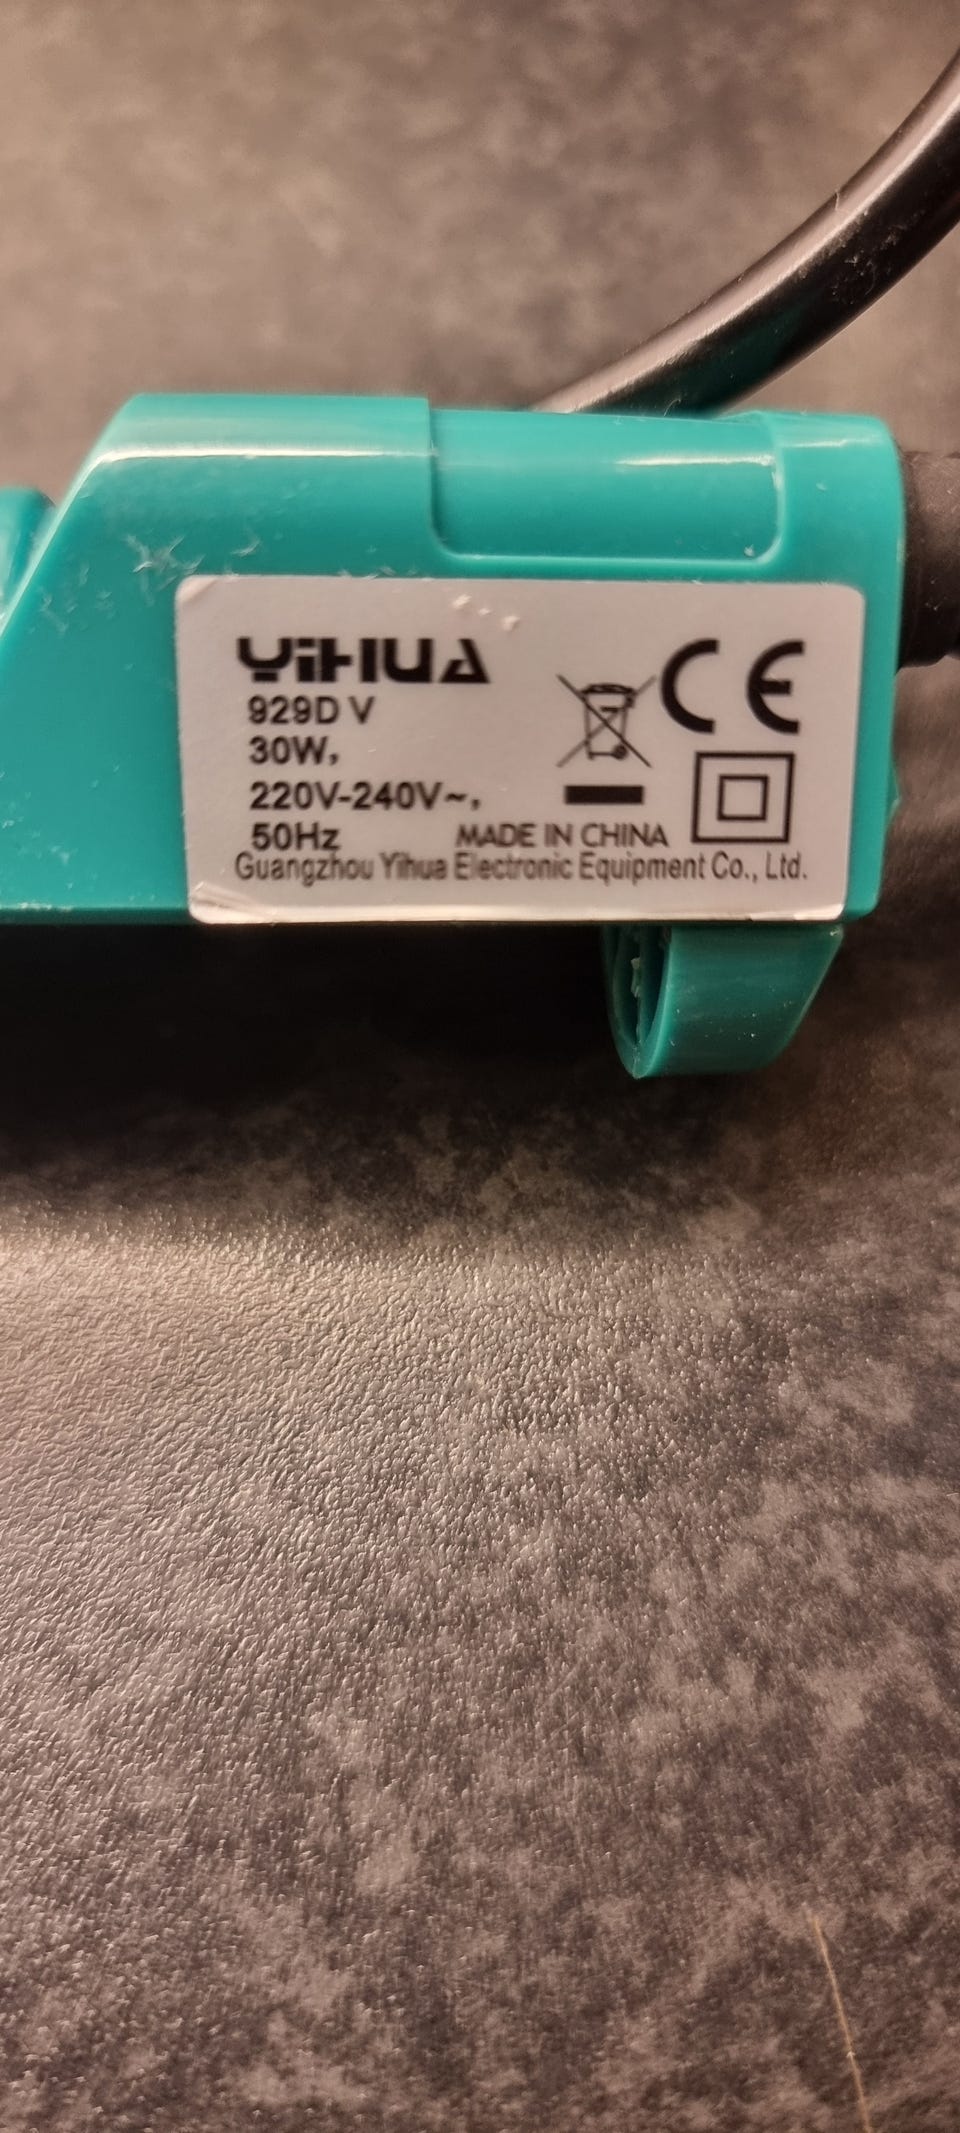 YiHUA
929D V
30W,
220V-240V~,
50Hz
MADE IN CHINA
Guangzhou Yihua Electronic Equipment Co., Ltd.
CE